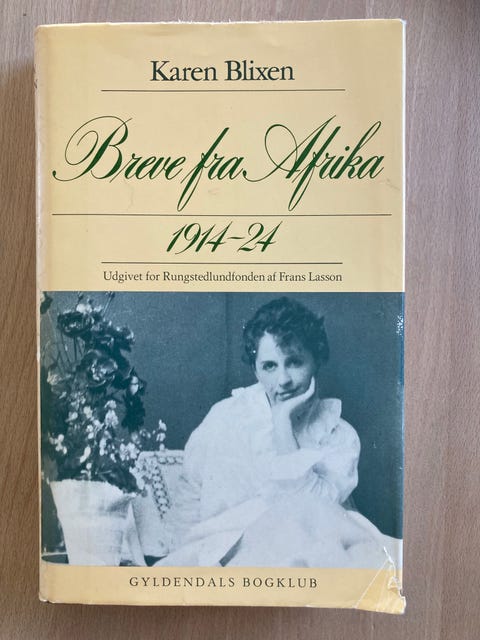 Karen Blixen
Breve fra Afrika
1914-24
Udgivet for Rungstedlundfonden af Frans Lasson
GYLDENDALS BOGKLUB